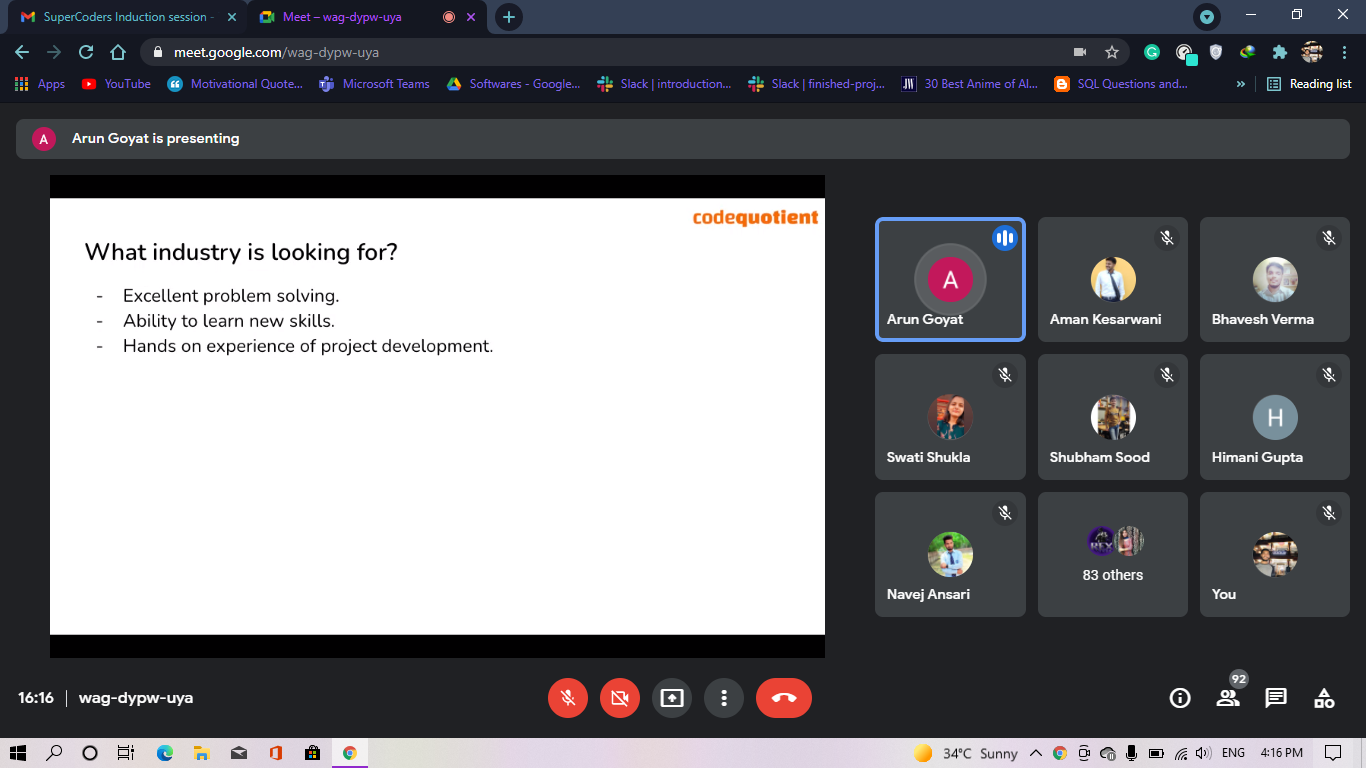 SuperCoders Induction session -
Meet – wag-dypw-uya
meet.google.com/wag-dypw-uya
Apps
YouTube
Motivational Quote...
Microsoft Teams
Softwares - Google...
Slack | introduction...
Slack | finished-proj...
30 Best Anime of Al...
SQL Questions and...
»
Reading list
A
Arun Goyat is presenting
codequotient
What industry is looking for?
- Excellent problem solving.
- Ability to learn new skills.
- Hands on experience of project development.
A
Arun Goyat
Aman Kesarwani
Bhavesh Verma
Swati Shukla
Shubham Sood
H
Himani Gupta
Navej Ansari
REX
83 others
You
16:16 | wag-dypw-uya
92
34°C Sunny
ENG
4:16 PM